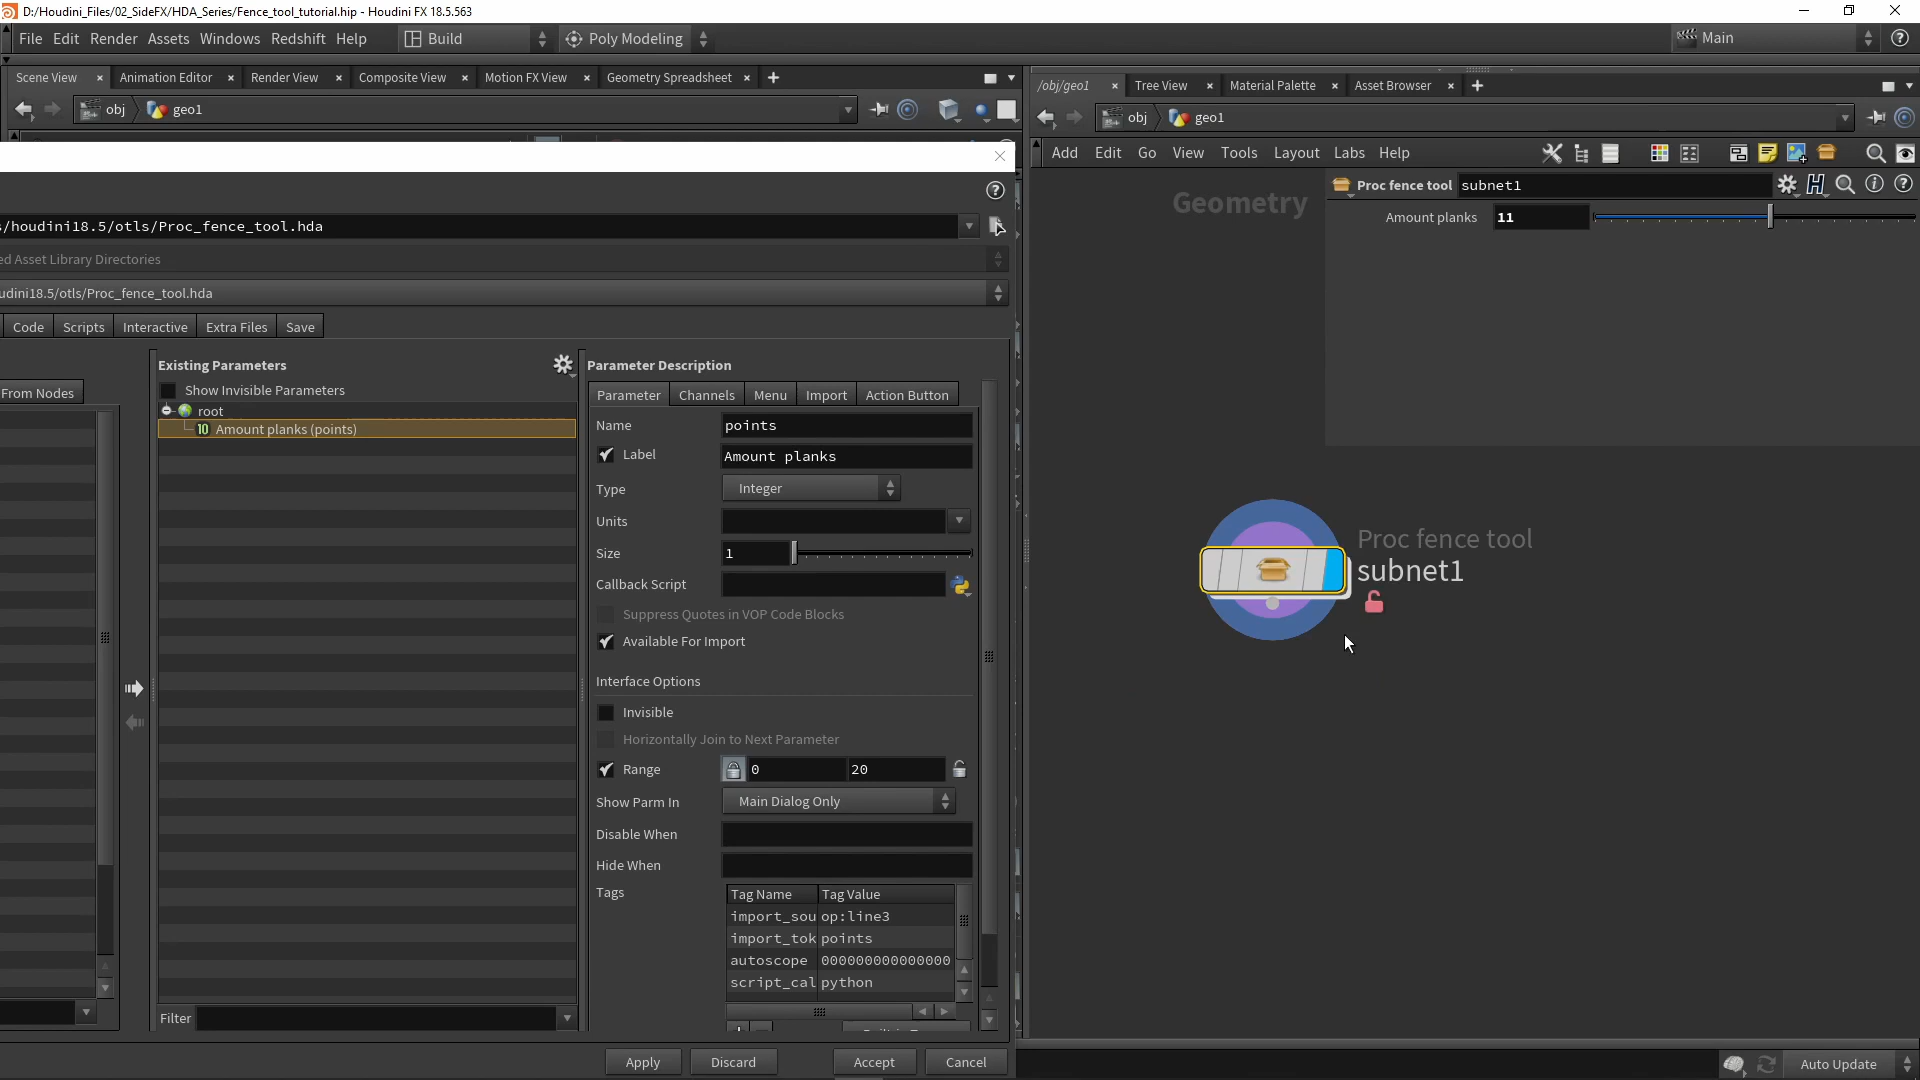 D:/Houdini_Files/02_SideFX/HDA_Series/Fence_tool_tutorial.hip - Houdini FX 18.5.563
File Edit Render Assets Windows Redshift Help Build Poly Modeling Main
Scene View Animation Editor Render View Composite View Motion FX View Geometry Spreadsheet
obj geo1
/obj/geo1 Tree View Material Palette Asset Browser
obj geo1
Add Edit Go View Tools Layout Labs Help
s/houdini18.5/otls/Proc_fence_tool.hda
ed Asset Library Directories
udini18.5/otls/Proc_fence_tool.hda
Code Scripts Interactive Extra Files Save
From Nodes
Existing Parameters
Show Invisible Parameters
root
Amount planks (points)
Filter
Parameter Description
Parameter Channels Menu Import Action Button
Name points
Label Amount planks
Type Integer
Units
Size 1
Callback Script
Suppress Quotes in VOP Code Blocks
Available For Import
Interface Options
Invisible
Horizontally Join to Next Parameter
Range 0 20
Show Parm In Main Dialog Only
Disable When
Hide When
Tags
Tag Name Tag Value
import_sou op:line3
import_tok points
autoscope 000000000000000
script_cal python
Apply Discard Accept Cancel
Geometry
Proc fence tool subnet1
Amount planks 11
Proc fence tool
subnet1
Auto Update